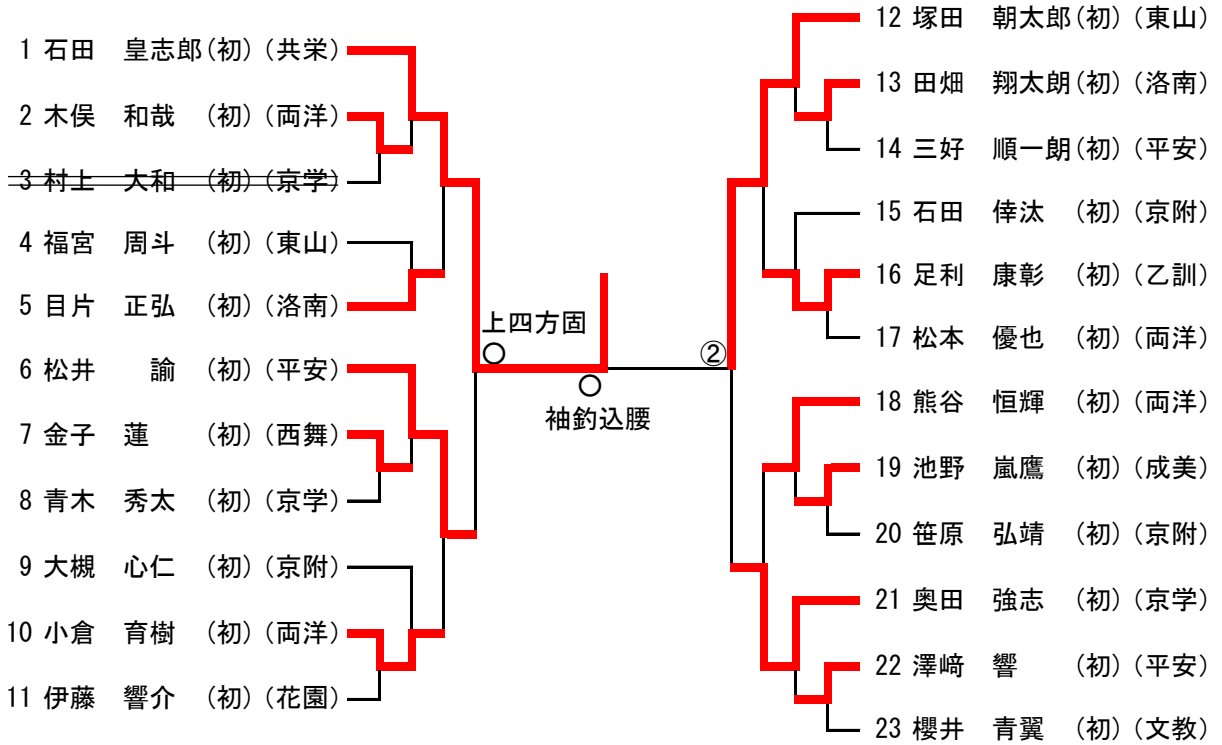 1 石田 皇志郎(初)(共栄)
2 木俣 和哉 (初)(両洋)
3 村上 大和 (初)(京学)
4 福宮 周斗 (初)(東山)
5 目片 正弘 (初)(洛南)
6 松井 諭 (初)(平安)
7 金子 蓮 (初)(西舞)
8 青木 秀太 (初)(京学)
9 大槻 心仁 (初)(京附)
10 小倉 育樹 (初)(両洋)
11 伊藤 響介 (初)(花園)
上四方固
○
②
○
袖釣込腰
12 塚田 朝太郎(初)(東山)
13 田畑 翔太朗(初)(洛南)
14 三好 順一朗(初)(平安)
15 石田 倖汰 (初)(京附)
16 足利 康彰 (初)(乙訓)
17 松本 優也 (初)(両洋)
18 熊谷 恒輝 (初)(両洋)
19 池野 嵐鷹 (初)(成美)
20 笹原 弘靖 (初)(京附)
21 奥田 強志 (初)(京学)
22 澤﨑 響 (初)(平安)
23 櫻井 青翼 (初)(文教)